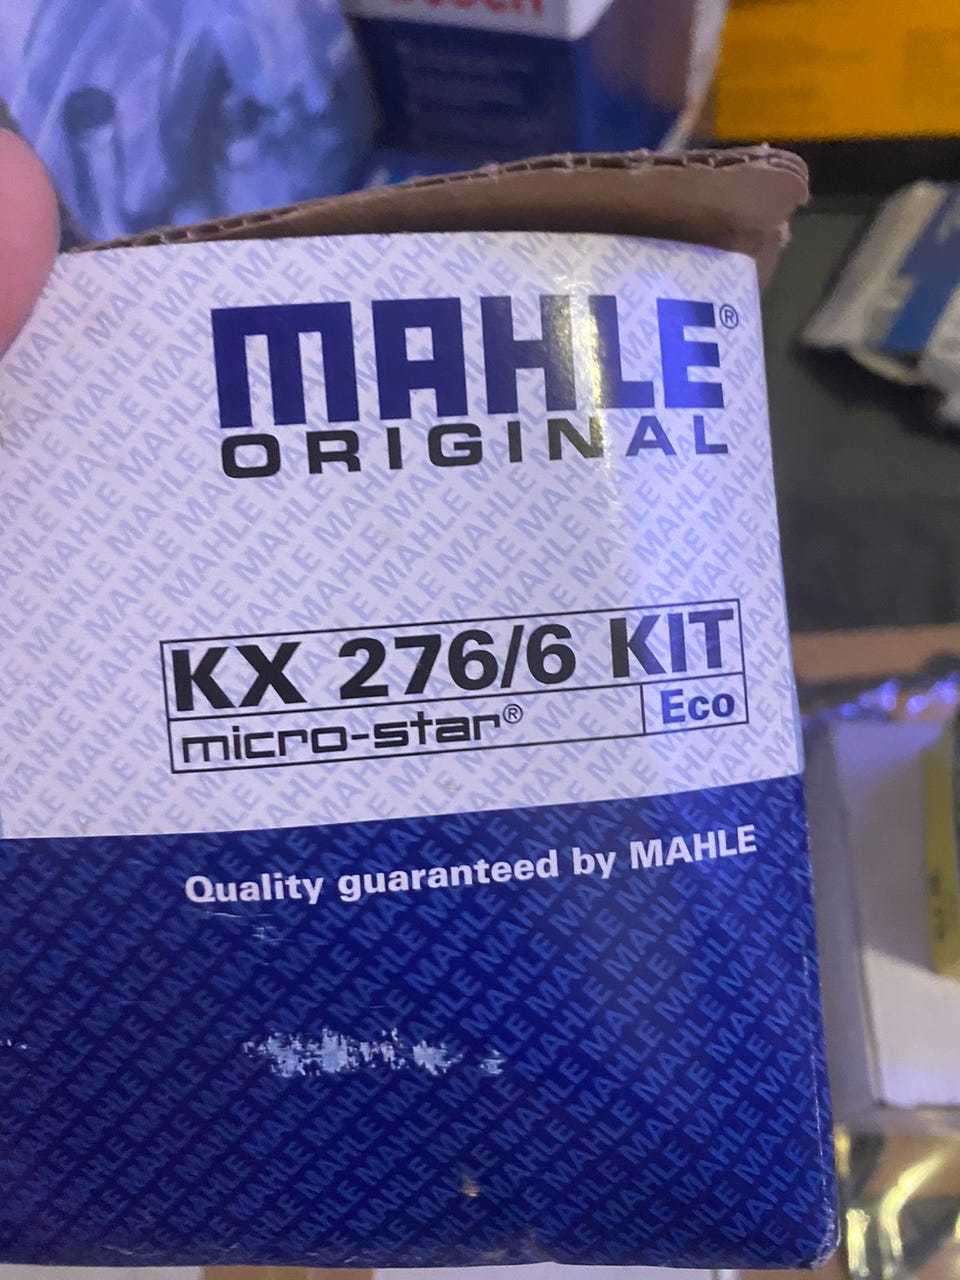 MAHLE®
ORIGINAL
KX 276/6 KIT
micro-star®
Eco
Quality guaranteed by MAHLE